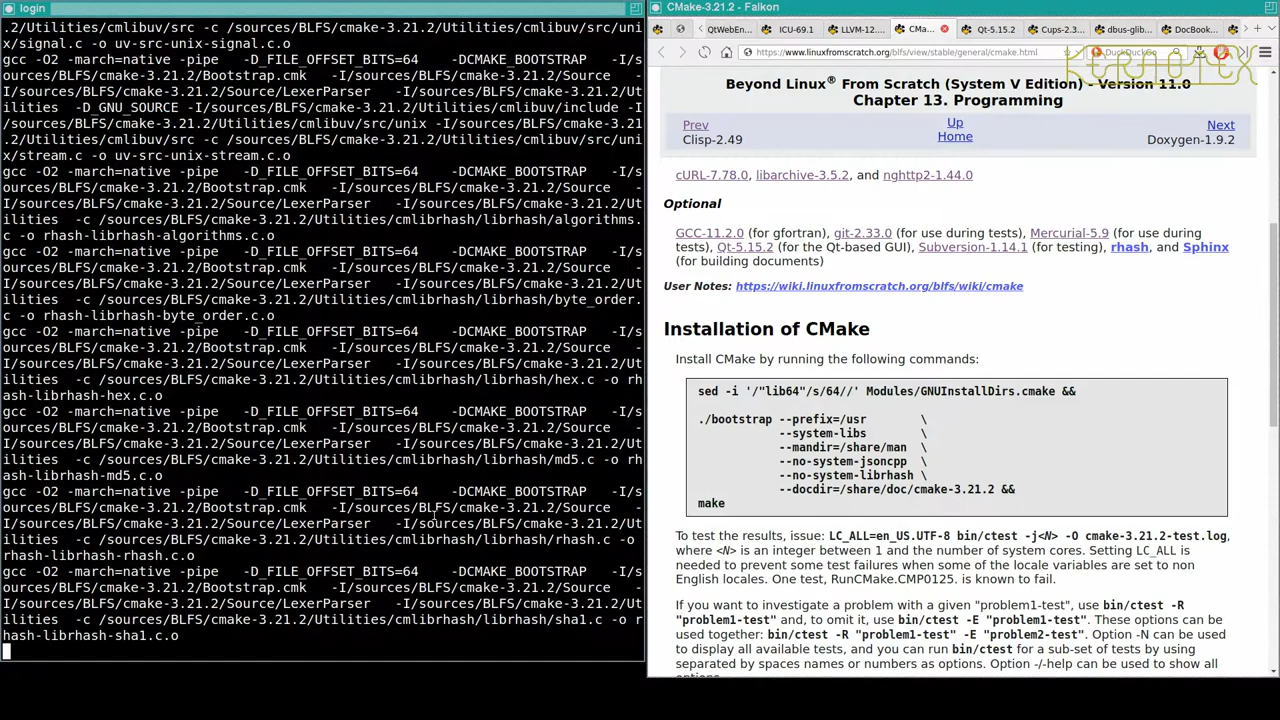 login
.2/Utilities/cmlibuv/src -c /sources/BLFS/cmake-3.21.2/Utilities/cmlibuv/src/uni
x/signal.c -o uv-src-unix-signal.c.o
gcc -O2 -march=native -pipe  -D_FILE_OFFSET_BITS=64    -DCMAKE_BOOTSTRAP   -I/s
ources/BLFS/cmake-3.21.2/Bootstrap.cmk   -I/sources/BLFS/cmake-3.21.2/Source   -
I/sources/BLFS/cmake-3.21.2/Source/LexerParser   -I/sources/BLFS/cmake-3.21.2/Ut
ilities  -D_GNU_SOURCE -I/sources/BLFS/cmake-3.21.2/Utilities/cmlibuv/include -I
/sources/BLFS/cmake-3.21.2/Utilities/cmlibuv/src/unix -I/sources/BLFS/cmake-3.21
.2/Utilities/cmlibuv/src -c /sources/BLFS/cmake-3.21.2/Utilities/cmlibuv/src/uni
x/stream.c -o uv-src-unix-stream.c.o
gcc -O2 -march=native -pipe  -D_FILE_OFFSET_BITS=64    -DCMAKE_BOOTSTRAP   -I/s
ources/BLFS/cmake-3.21.2/Bootstrap.cmk   -I/sources/BLFS/cmake-3.21.2/Source   -
I/sources/BLFS/cmake-3.21.2/Source/LexerParser   -I/sources/BLFS/cmake-3.21.2/Ut
ilities  -c /sources/BLFS/cmake-3.21.2/Utilities/cmlibrhash/librhash/algorithms.
c -o rhash-librhash-algorithms.c.o
gcc -O2 -march=native -pipe  -D_FILE_OFFSET_BITS=64    -DCMAKE_BOOTSTRAP   -I/s
ources/BLFS/cmake-3.21.2/Bootstrap.cmk   -I/sources/BLFS/cmake-3.21.2/Source   -
I/sources/BLFS/cmake-3.21.2/Source/LexerParser   -I/sources/BLFS/cmake-3.21.2/Ut
ilities  -c /sources/BLFS/cmake-3.21.2/Utilities/cmlibrhash/librhash/byte_order.
c -o rhash-librhash-byte_order.c.o
gcc -O2 -march=native -pipe  -D_FILE_OFFSET_BITS=64    -DCMAKE_BOOTSTRAP   -I/s
ources/BLFS/cmake-3.21.2/Bootstrap.cmk   -I/sources/BLFS/cmake-3.21.2/Source   -
I/sources/BLFS/cmake-3.21.2/Source/LexerParser   -I/sources/BLFS/cmake-3.21.2/Ut
ilities  -c /sources/BLFS/cmake-3.21.2/Utilities/cmlibrhash/librhash/hex.c -o rh
ash-librhash-hex.c.o
gcc -O2 -march=native -pipe  -D_FILE_OFFSET_BITS=64    -DCMAKE_BOOTSTRAP   -I/s
ources/BLFS/cmake-3.21.2/Bootstrap.cmk   -I/sources/BLFS/cmake-3.21.2/Source   -
I/sources/BLFS/cmake-3.21.2/Source/LexerParser   -I/sources/BLFS/cmake-3.21.2/Ut
ilities  -c /sources/BLFS/cmake-3.21.2/Utilities/cmlibrhash/librhash/md5.c -o rh
ash-librhash-md5.c.o
gcc -O2 -march=native -pipe  -D_FILE_OFFSET_BITS=64    -DCMAKE_BOOTSTRAP   -I/s
ources/BLFS/cmake-3.21.2/Bootstrap.cmk   -I/sources/BLFS/cmake-3.21.2/Source   -
I/sources/BLFS/cmake-3.21.2/Source/LexerParser   -I/sources/BLFS/cmake-3.21.2/Ut
ilities  -c /sources/BLFS/cmake-3.21.2/Utilities/cmlibrhash/librhash/rhash.c -o
rhash-librhash-rhash.c.o
gcc -O2 -march=native -pipe  -D_FILE_OFFSET_BITS=64    -DCMAKE_BOOTSTRAP   -I/s
ources/BLFS/cmake-3.21.2/Bootstrap.cmk   -I/sources/BLFS/cmake-3.21.2/Source   -
I/sources/BLFS/cmake-3.21.2/Source/LexerParser   -I/sources/BLFS/cmake-3.21.2/Ut
ilities  -c /sources/BLFS/cmake-3.21.2/Utilities/cmlibrhash/librhash/sha1.c -o r
hash-librhash-sha1.c.o
CMake-3.21.2 - Falkon
QtWebEn... ICU-69.1 LLVM-12.... CMa... Qt-5.15.2 Cups-2.3... dbus-glib... DocBook...
https://www.linuxfromscratch.org/blfs/view/stable/general/cmake.html DuckDuckGo
KERNOTEX
Beyond Linux® From Scratch (System V Edition) - Version 11.0
Chapter 13. Programming
Prev Up Next
Clisp-2.49 Home Doxygen-1.9.2
cURL-7.78.0, libarchive-3.5.2, and nghttp2-1.44.0
Optional
GCC-11.2.0 (for gfortran), git-2.33.0 (for use during tests), Mercurial-5.9 (for use during
tests), Qt-5.15.2 (for the Qt-based GUI), Subversion-1.14.1 (for testing), rhash, and Sphinx
(for building documents)
User Notes: https://wiki.linuxfromscratch.org/blfs/wiki/cmake
Installation of CMake
Install CMake by running the following commands:
sed -i '/"lib64"/s/64//' Modules/GNUInstallDirs.cmake &&
./bootstrap --prefix=/usr        \
--system-libs        \
--mandir=/share/man  \
--no-system-jsoncpp  \
--no-system-librhash \
--docdir=/share/doc/cmake-3.21.2 &&
make
To test the results, issue: LC_ALL=en_US.UTF-8 bin/ctest -j<N> -O cmake-3.21.2-test.log,
where <N> is an integer between 1 and the number of system cores. Setting LC_ALL is
needed to prevent some test failures when some of the locale variables are set to non
English locales. One test, RunCMake.CMP0125. is known to fail.
If you want to investigate a problem with a given "problem1-test", use bin/ctest -R
"problem1-test" and, to omit it, use bin/ctest -E "problem1-test". These options can be
used together: bin/ctest -R "problem1-test" -E "problem2-test". Option -N can be used
to display all available tests, and you can run bin/ctest for a sub-set of tests by using
separated by spaces names or numbers as options. Option -/-help can be used to show all
options.